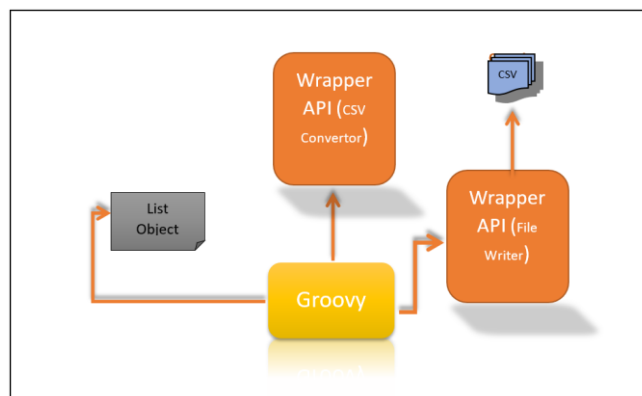 Wrapper
API (CSV
Convertor)
CSV
List
Object
Wrapper
API (File
Writer)
Groovy